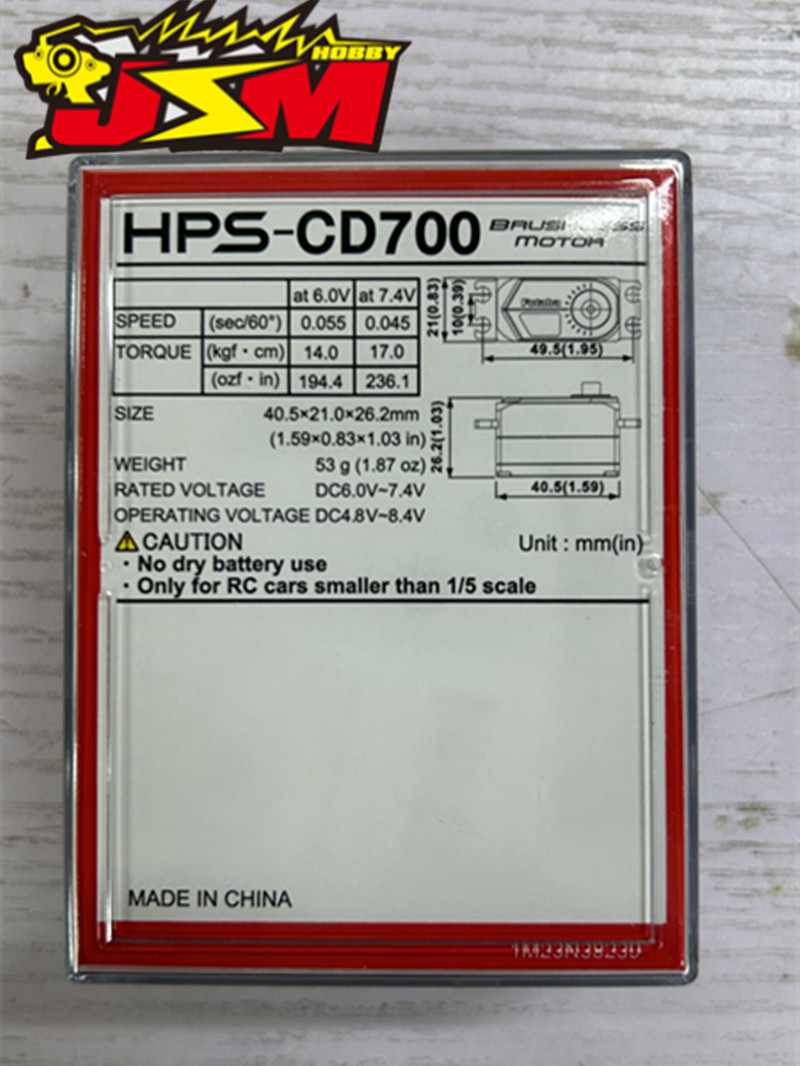 JSM HOBBY
HPS-CD700 BRUSHLESS MOTOR
at 6.0V at 7.4V
SPEED (sec/60°) 0.055 0.045
TORQUE (kgf・cm) 14.0 17.0
(ozf・in) 194.4 236.1
21(0.83)
10(0.39)
Futaba
49.5(1.95)
SIZE 40.5×21.0×26.2mm
(1.59×0.83×1.03 in)
WEIGHT 53 g (1.87 oz)
RATED VOLTAGE DC6.0V~7.4V
OPERATING VOLTAGE DC4.8V~8.4V
26.2(1.03)
40.5(1.59)
CAUTION Unit : mm(in)
・No dry battery use
・Only for RC cars smaller than 1/5 scale
MADE IN CHINA